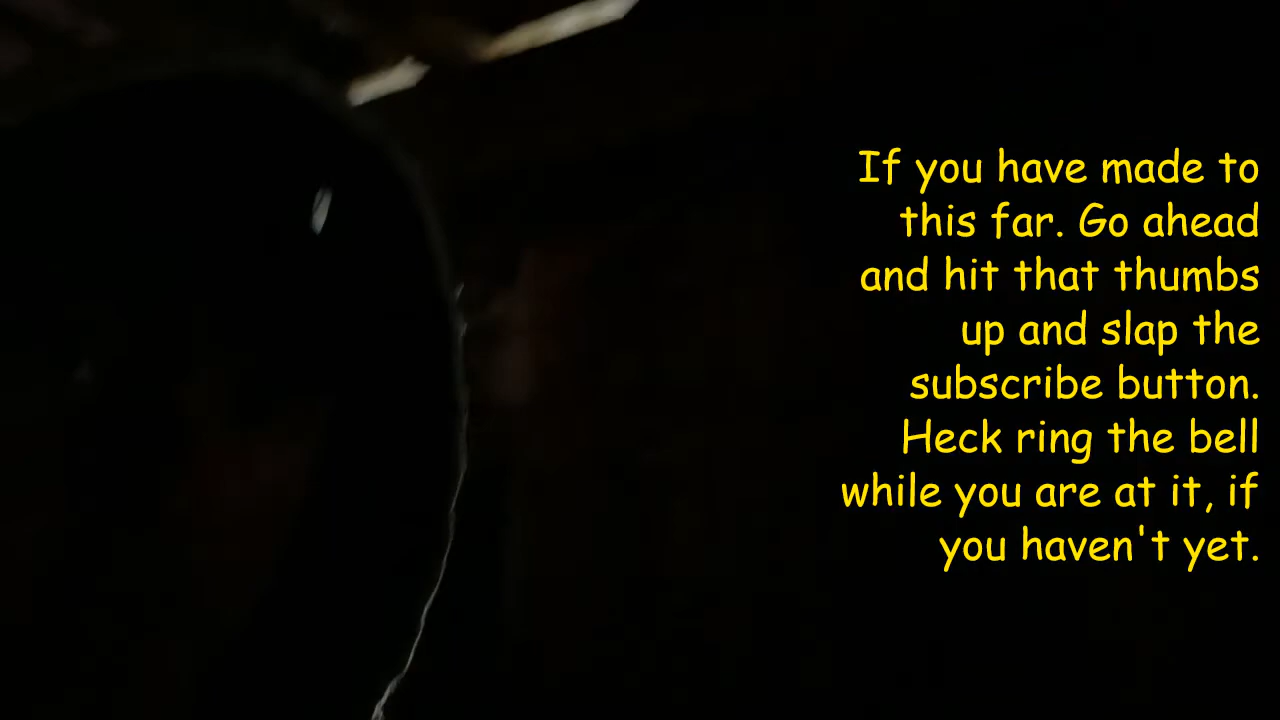 If you have made to
this far. Go ahead
and hit that thumbs
up and slap the
subscribe button.
Heck ring the bell
while you are at it, if
you haven't yet.